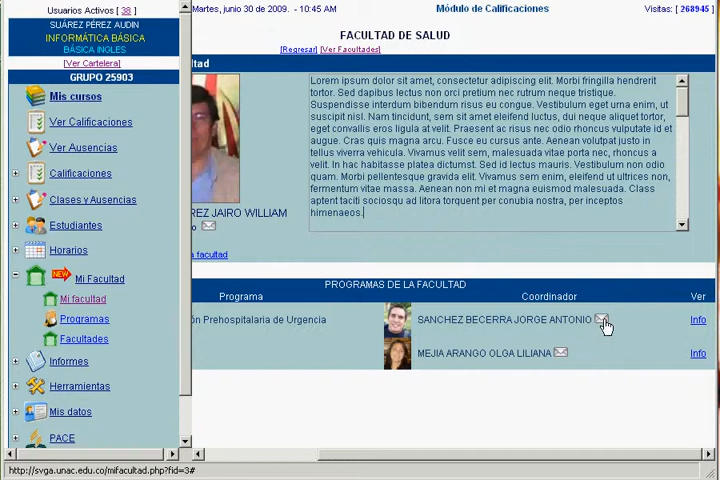 Usuarios Activos [ 38 ]
SUÁREZ PÉREZ AUDIN
INFORMÁTICA BÁSICA
BÁSICA INGLES
[Ver Cartelera]
GRUPO 25903
Mis cursos
Ver Calificaciones
Ver Ausencias
Calificaciones
Clases y Ausencias
Estudiantes
Horarios
NEW Mi Facultad
Mi facultad
Programas
Facultades
Informes
Herramientas
Mis datos
PACE
Martes, junio 30 de 2009. - 10:45 AM Módulo de Calificaciones Visitas: [ 268945 ]
FACULTAD DE SALUD
[Regresar] [Ver Facultades]
ltad
Lorem ipsum dolor sit amet, consectetur adipiscing elit. Morbi fringilla hendrerit
tortor. Sed dapibus lectus non orci pretium nec rutrum neque tristique.
Suspendisse interdum bibendum risus eu congue. Vestibulum eget urna enim, ut
suscipit nisl. Nam tincidunt, sem sit amet eleifend luctus, dui neque aliquet tortor,
eget convallis eros ligula at velit. Praesent ac risus nec odio rhoncus vulputate id et
augue. Cras quis magna arcu. Fusce eu cursus ante. Aenean volutpat justo in
tellus viverra vehicula. Vivamus velit sem, malesuada vitae porta nec, rhoncus a
velit. In hac habitasse platea dictumst. Sed id lectus mauris. Vestibulum non odio
quam. Morbi pellentesque gravida elit. Vivamus sem enim, eleifend ut ultrices non,
fermentum vitae massa. Aenean non mi et magna euismod malesuada. Class
aptent taciti sociosqu ad litora torquent per conubia nostra, per inceptos
himenaeos.
REZ JAIRO WILLIAM
o
a facultad
PROGRAMAS DE LA FACULTAD
Programa Coordinador Ver
ón Prehospitalaria de Urgencia SANCHEZ BECERRA JORGE ANTONIO Info
MEJIA ARANGO OLGA LILIANA Info
http://svga.unac.edu.co/mifacultad.php?fid=3#